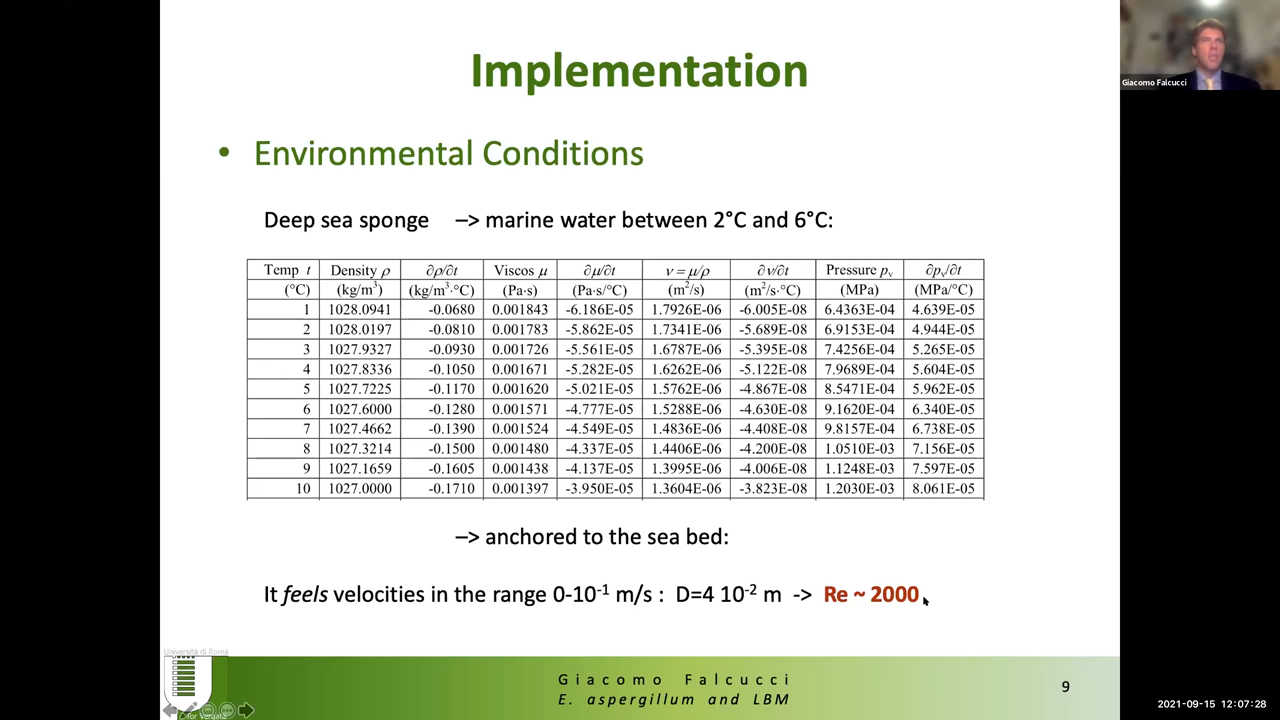 Implementation
Giacomo Falcucci
• Environmental Conditions
Deep sea sponge –> marine water between 2°C and 6°C:
Temp t Density ρ ∂ρ/∂t Viscos μ ∂μ/∂t ν = μ/ρ ∂ν/∂t Pressure pᵥ ∂pᵥ/∂t
(°C) (kg/m³) (kg/m³·°C) (Pa·s) (Pa·s/°C) (m²/s) (m²/s·°C) (MPa) (MPa/°C)
1 1028.0941 -0.0680 0.001843 -6.186E-05 1.7926E-06 -6.005E-08 6.4363E-04 4.639E-05
2 1028.0197 -0.0810 0.001783 -5.862E-05 1.7341E-06 -5.689E-08 6.9153E-04 4.944E-05
3 1027.9327 -0.0930 0.001726 -5.561E-05 1.6787E-06 -5.395E-08 7.4256E-04 5.265E-05
4 1027.8336 -0.1050 0.001671 -5.282E-05 1.6262E-06 -5.122E-08 7.9689E-04 5.604E-05
5 1027.7225 -0.1170 0.001620 -5.021E-05 1.5762E-06 -4.867E-08 8.5471E-04 5.962E-05
6 1027.6000 -0.1280 0.001571 -4.777E-05 1.5288E-06 -4.630E-08 9.1620E-04 6.340E-05
7 1027.4662 -0.1390 0.001524 -4.549E-05 1.4836E-06 -4.408E-08 9.8157E-04 6.738E-05
8 1027.3214 -0.1500 0.001480 -4.337E-05 1.4406E-06 -4.200E-08 1.0510E-03 7.156E-05
9 1027.1659 -0.1605 0.001438 -4.137E-05 1.3995E-06 -4.006E-08 1.1248E-03 7.597E-05
10 1027.0000 -0.1710 0.001397 -3.950E-05 1.3604E-06 -3.823E-08 1.2030E-03 8.061E-05
–> anchored to the sea bed:
It feels velocities in the range 0-10⁻¹ m/s : D=4 10⁻² m -> Re ~ 2000
Università di Roma
Giacomo Falcucci
E. aspergillum and LBM
9
2021-09-15 12:07:28